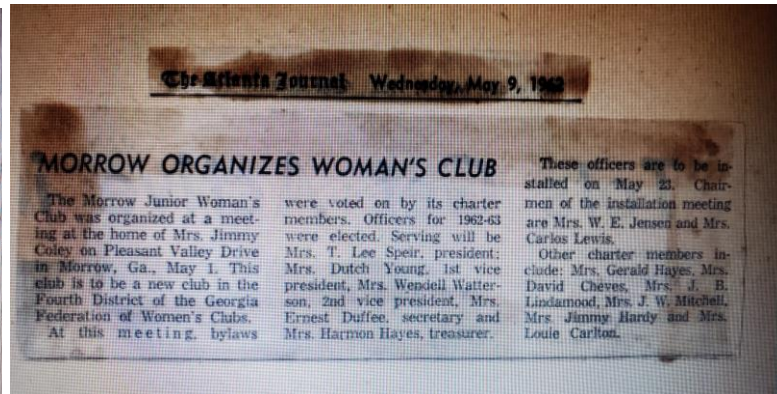 The Atlanta Journal Wednesday, May 9, 1962
MORROW ORGANIZES WOMAN'S CLUB
The Morrow Junior Woman's
Club was organized at a meet-
ing at the home of Mrs. Jimmy
Coley on Pleasant Valley Drive
in Morrow, Ga., May 1. This
club is to be a new club in the
Fourth District of the Georgia
Federation of Women's Clubs.
At this meeting, bylaws
were voted on by its charter
members. Officers for 1962-63
were elected. Serving will be
Mrs. T. Lee Speir, president;
Mrs. Dutch Young, 1st vice
president, Mrs. Wendell Watter-
son, 2nd vice president, Mrs.
Ernest Duffee, secretary and
Mrs. Harmon Hayes, treasurer.
These officers are to be in-
stalled on May 23. Chair-
men of the installation meeting
are Mrs. W. E. Jensen and Mrs.
Carlos Lewis.
Other charter members in-
clude: Mrs. Gerald Hayes, Mrs.
David Cheves, Mrs. J. B.
Lindamood, Mrs. J. W. Mitchell,
Mrs. Jimmy Hardy and Mrs.
Louie Carlton.